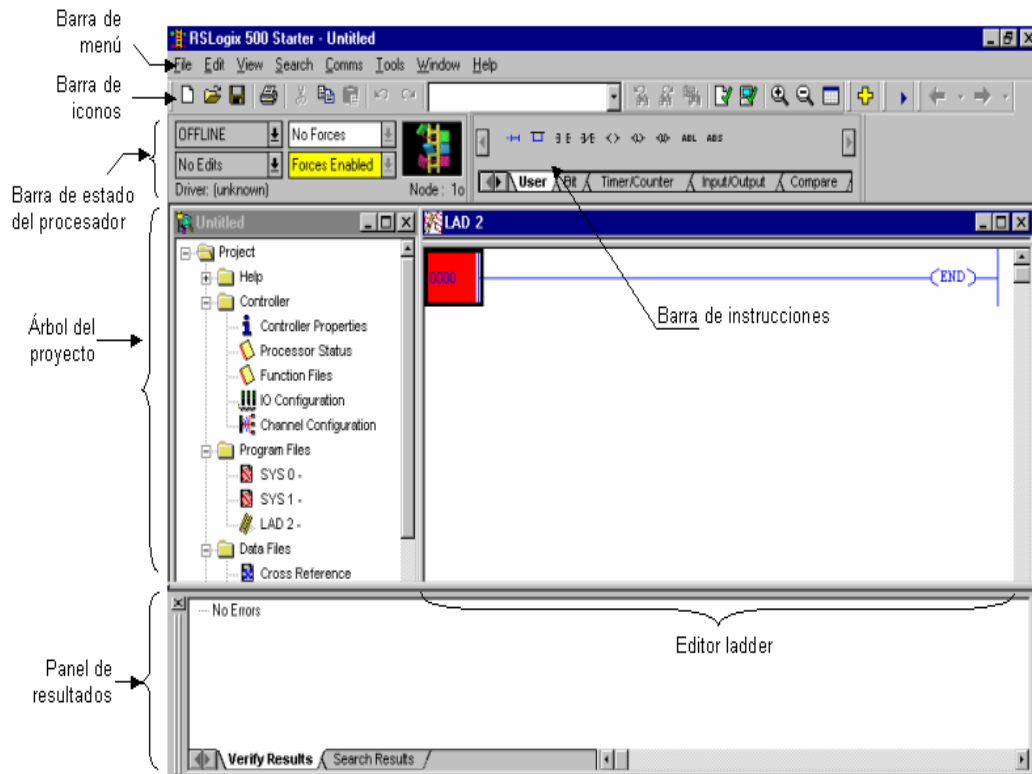 Barra de
menú
RSLogix 500 Starter - Untitled
File Edit View Search Comms Tools Window Help
Barra de
iconos
OFFLINE
No Forces
No Edits
Forces Enabled
Driver: (unknown)
Node : 1o
ABL ABS
User Bit Timer/Counter Input/Output Compare
Barra de estado
del procesador
Untitled
LAD 2
Project
Help
Controller
Controller Properties
Processor Status
Function Files
IO Configuration
Channel Configuration
Program Files
SYS 0 -
SYS 1 -
LAD 2 -
Data Files
Cross Reference
0000
END
Barra de instrucciones
Árbol del
proyecto
No Errors
Editor ladder
Panel de
resultados
Verify Results Search Results